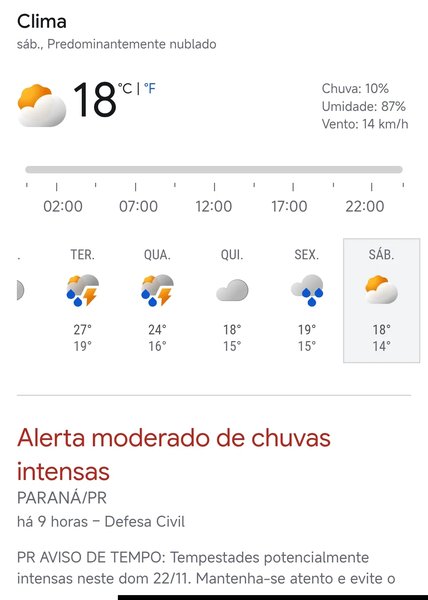 Clima
sáb., Predominantemente nublado
18 °C | °F
Chuva: 10%
Umidade: 87%
Vento: 14 km/h
02:00 07:00 12:00 17:00 22:00
. TER. QUA. QUI. SEX. SÁB.
27° 24° 18° 19° 18°
19° 16° 15° 15° 14°
Alerta moderado de chuvas
intensas
PARANÁ/PR
há 9 horas – Defesa Civil
PR AVISO DE TEMPO: Tempestades potencialmente
intensas neste dom 22/11. Mantenha-se atento e evite o